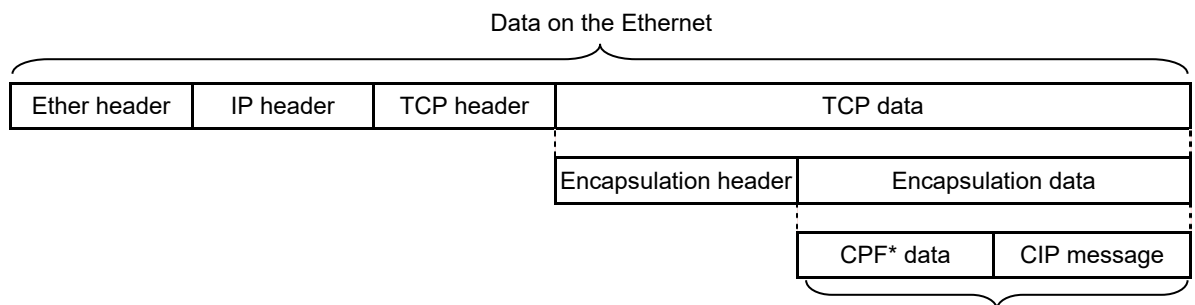 Data on the Ethernet
Ether header IP header TCP header TCP data
Encapsulation header Encapsulation data
CPF* data CIP message